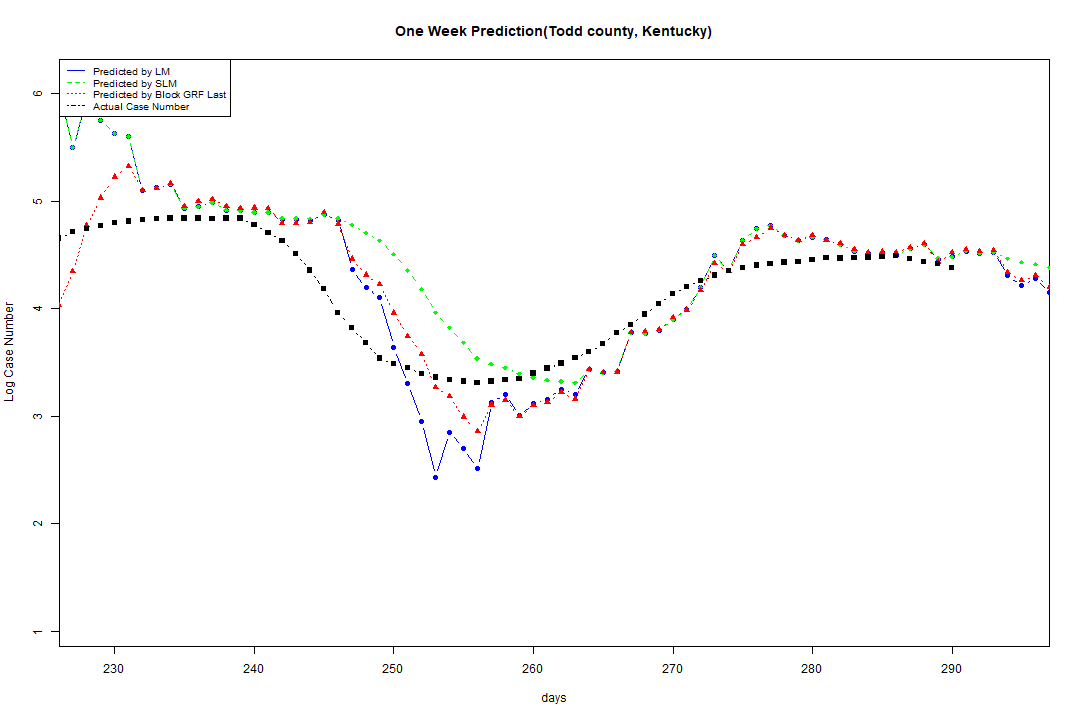 One Week Prediction(Todd county, Kentucky)
Predicted by LM
Predicted by SLM
Predicted by Block GRF Last
Actual Case Number
6
5
4
3
2
1
Log Case Number
230 240 250 260 270 280 290
days